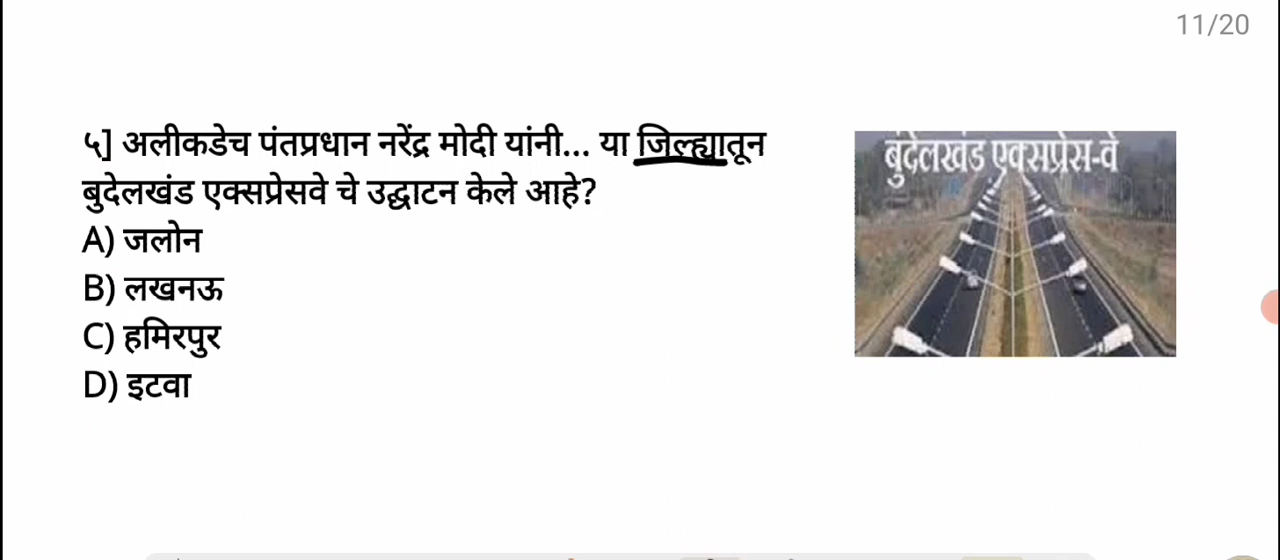 11/20
५] अलीकडेच पंतप्रधान नरेंद्र मोदी यांनी... या जिल्ह्यातून
बुदेलखंड एक्सप्रेसवे चे उद्घाटन केले आहे?
A) जलोन
B) लखनऊ
C) हमिरपुर
D) इटवा
बुंदेलखंड एक्सप्रेस-वे